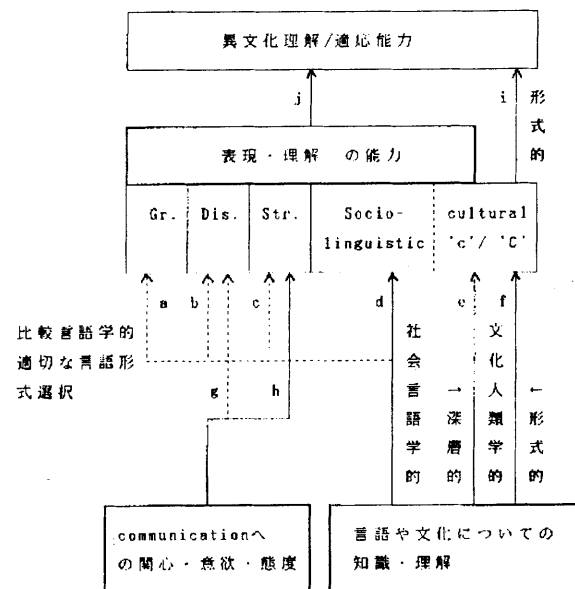 異文化理解/適応能力
j
i
形式的
表現・理解 の能力
Gr.
Dis.
Str.
Socio-
linguistic
cultural
'c'/ 'C'
a
b
c
d
e
f
比較言語学的
適切な言語形
式選択
g
h
社会言語学的
→深層的
文化人類学的
←形式的
communicationへ
の関心・意欲・態度
言語や文化についての
知識・理解